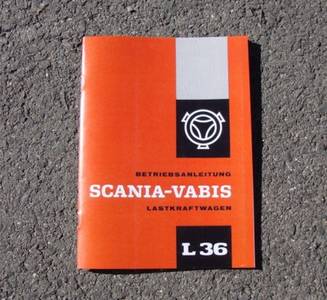 BETRIEBSANLEITUNG
SCANIA-VABIS
LASTKRAFTWAGEN
L 36